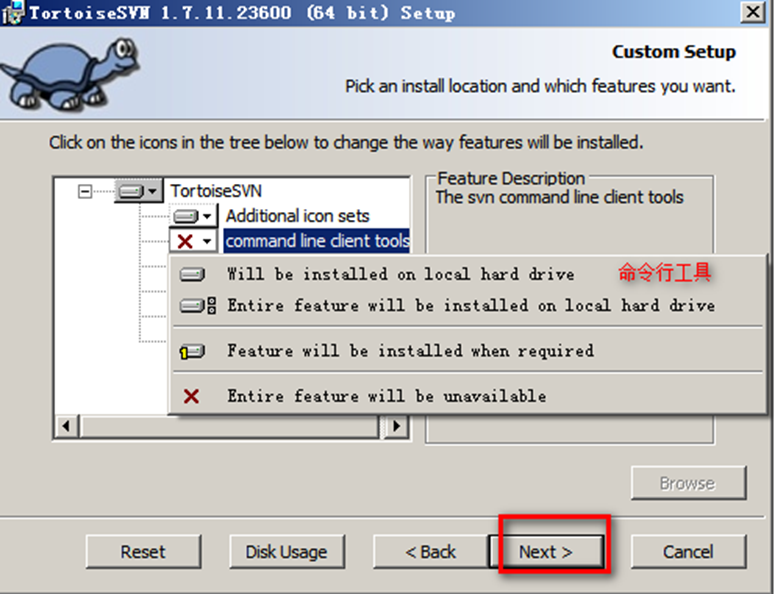 TortoiseSVN 1.7.11.23600 (64 bit) Setup
Custom Setup
Pick an install location and which features you want.
Click on the icons in the tree below to change the way features will be installed.
TortoiseSVN
Additional icon sets
command line client tools
Feature Description
The svn command line client tools
Will be installed on local hard drive
命令行工具
Entire feature will be installed on local hard drive
Feature will be installed when required
Entire feature will be unavailable
Browse
Reset
Disk Usage
< Back
Next >
Cancel